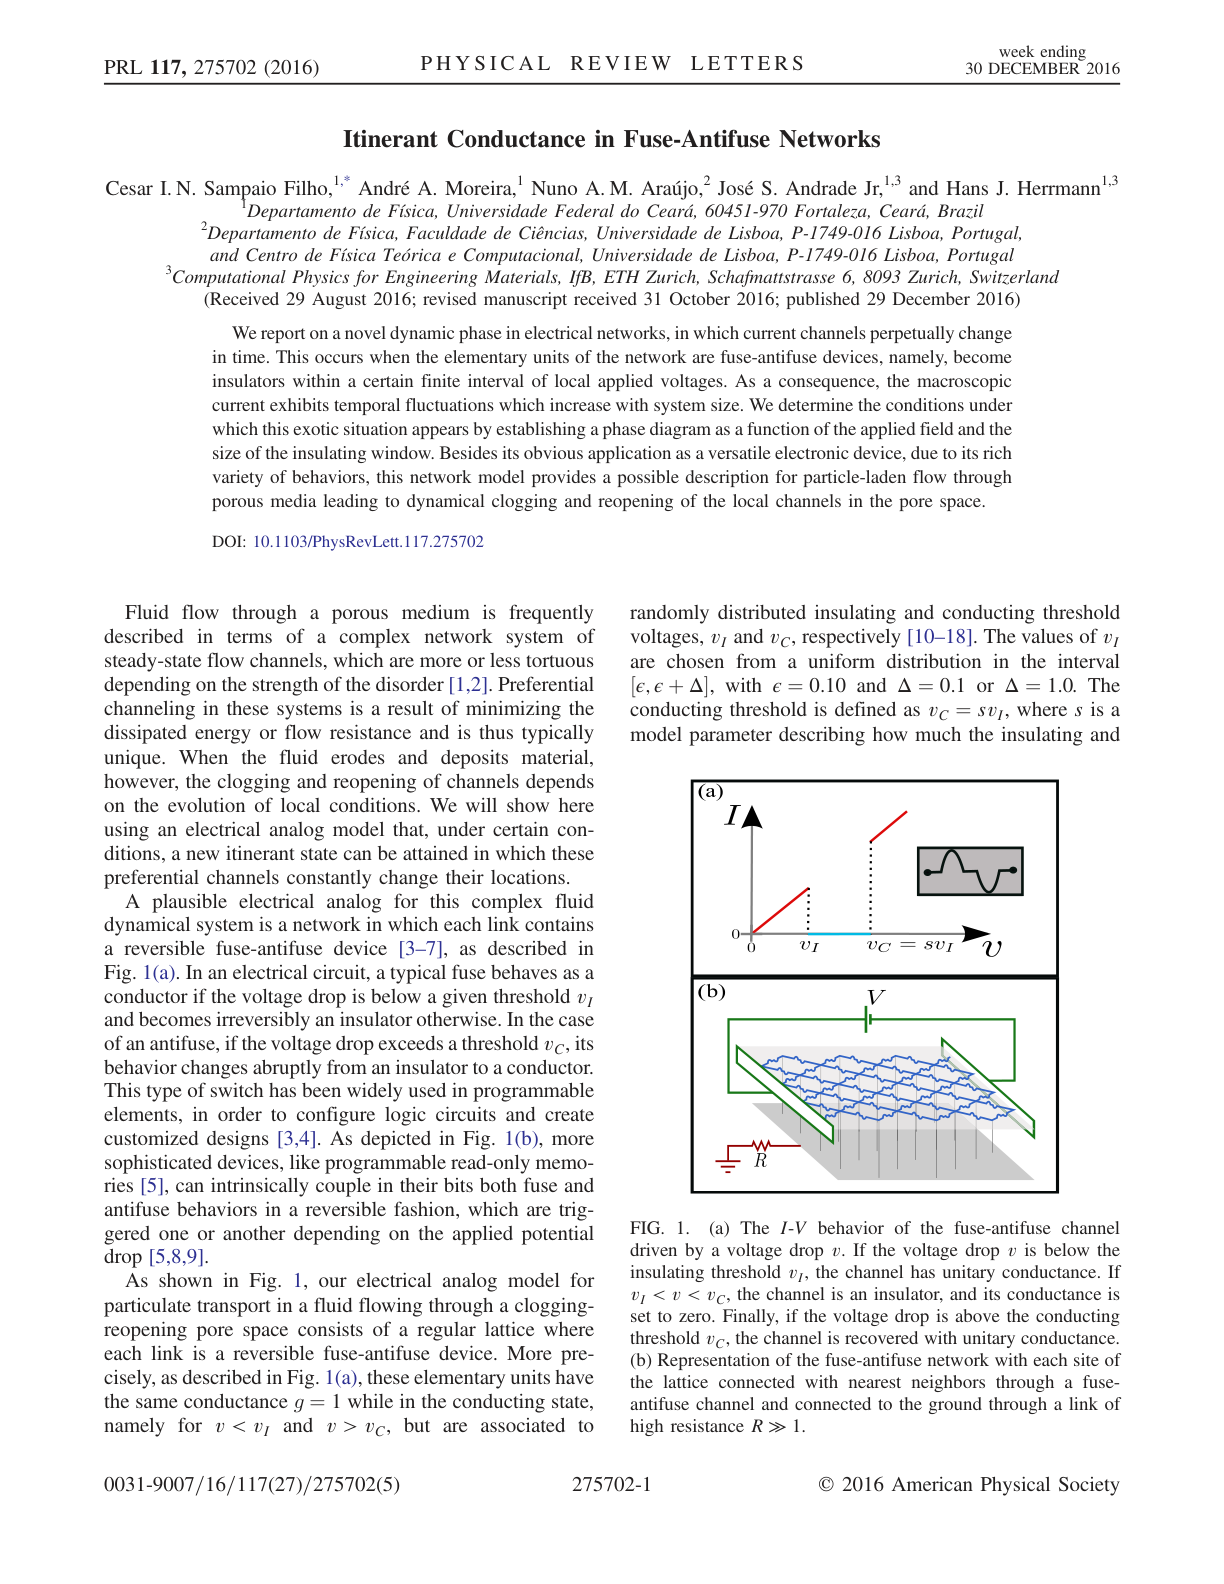 PRL 117, 275702 (2016)
PHYSICAL REVIEW LETTERS
week ending
30 DECEMBER 2016
Itinerant Conductance in Fuse-Antifuse Networks
Cesar I. N. Sampaio Filho,1,* André A. Moreira,1 Nuno A. M. Araújo,2 José S. Andrade Jr,1,3 and Hans J. Herrmann1,3
1Departamento de Física, Universidade Federal do Ceará, 60451-970 Fortaleza, Ceará, Brazil
2Departamento de Física, Faculdade de Ciências, Universidade de Lisboa, P-1749-016 Lisboa, Portugal,
and Centro de Física Teórica e Computacional, Universidade de Lisboa, P-1749-016 Lisboa, Portugal
3Computational Physics for Engineering Materials, IfB, ETH Zurich, Schafmattstrasse 6, 8093 Zurich, Switzerland
(Received 29 August 2016; revised manuscript received 31 October 2016; published 29 December 2016)
We report on a novel dynamic phase in electrical networks, in which current channels perpetually change
in time. This occurs when the elementary units of the network are fuse-antifuse devices, namely, become
insulators within a certain finite interval of local applied voltages. As a consequence, the macroscopic
current exhibits temporal fluctuations which increase with system size. We determine the conditions under
which this exotic situation appears by establishing a phase diagram as a function of the applied field and the
size of the insulating window. Besides its obvious application as a versatile electronic device, due to its rich
variety of behaviors, this network model provides a possible description for particle-laden flow through
porous media leading to dynamical clogging and reopening of the local channels in the pore space.
DOI: 10.1103/PhysRevLett.117.275702
Fluid flow through a porous medium is frequently
described in terms of a complex network system of
steady-state flow channels, which are more or less tortuous
depending on the strength of the disorder [1,2]. Preferential
channeling in these systems is a result of minimizing the
dissipated energy or flow resistance and is thus typically
unique. When the fluid erodes and deposits material,
however, the clogging and reopening of channels depends
on the evolution of local conditions. We will show here
using an electrical analog model that, under certain con-
ditions, a new itinerant state can be attained in which these
preferential channels constantly change their locations.
A plausible electrical analog for this complex fluid
dynamical system is a network in which each link contains
a reversible fuse-antifuse device [3–7], as described in
Fig. 1(a). In an electrical circuit, a typical fuse behaves as a
conductor if the voltage drop is below a given threshold vI
and becomes irreversibly an insulator otherwise. In the case
of an antifuse, if the voltage drop exceeds a threshold vC, its
behavior changes abruptly from an insulator to a conductor.
This type of switch has been widely used in programmable
elements, in order to configure logic circuits and create
customized designs [3,4]. As depicted in Fig. 1(b), more
sophisticated devices, like programmable read-only memo-
ries [5], can intrinsically couple in their bits both fuse and
antifuse behaviors in a reversible fashion, which are trig-
gered one or another depending on the applied potential
drop [5,8,9].
As shown in Fig. 1, our electrical analog model for
particulate transport in a fluid flowing through a clogging-
reopening pore space consists of a regular lattice where
each link is a reversible fuse-antifuse device. More pre-
cisely, as described in Fig. 1(a), these elementary units have
the same conductance g = 1 while in the conducting state,
namely for v < vI and v > vC, but are associated to
randomly distributed insulating and conducting threshold
voltages, vI and vC, respectively [10–18]. The values of vI
are chosen from a uniform distribution in the interval
[ϵ, ϵ + Δ], with ϵ = 0.10 and Δ = 0.1 or Δ = 1.0. The
conducting threshold is defined as vC = svI, where s is a
model parameter describing how much the insulating and
(a)
I
0
0
vI
vC = svI
v
(b)
V
R
FIG. 1. (a) The I-V behavior of the fuse-antifuse channel
driven by a voltage drop v. If the voltage drop v is below the
insulating threshold vI, the channel has unitary conductance. If
vI < v < vC, the channel is an insulator, and its conductance is
set to zero. Finally, if the voltage drop is above the conducting
threshold vC, the channel is recovered with unitary conductance.
(b) Representation of the fuse-antifuse network with each site of
the lattice connected with nearest neighbors through a fuse-
antifuse channel and connected to the ground through a link of
high resistance R ≫ 1.
0031-9007/16/117(27)/275702(5)
275702-1
© 2016 American Physical Society